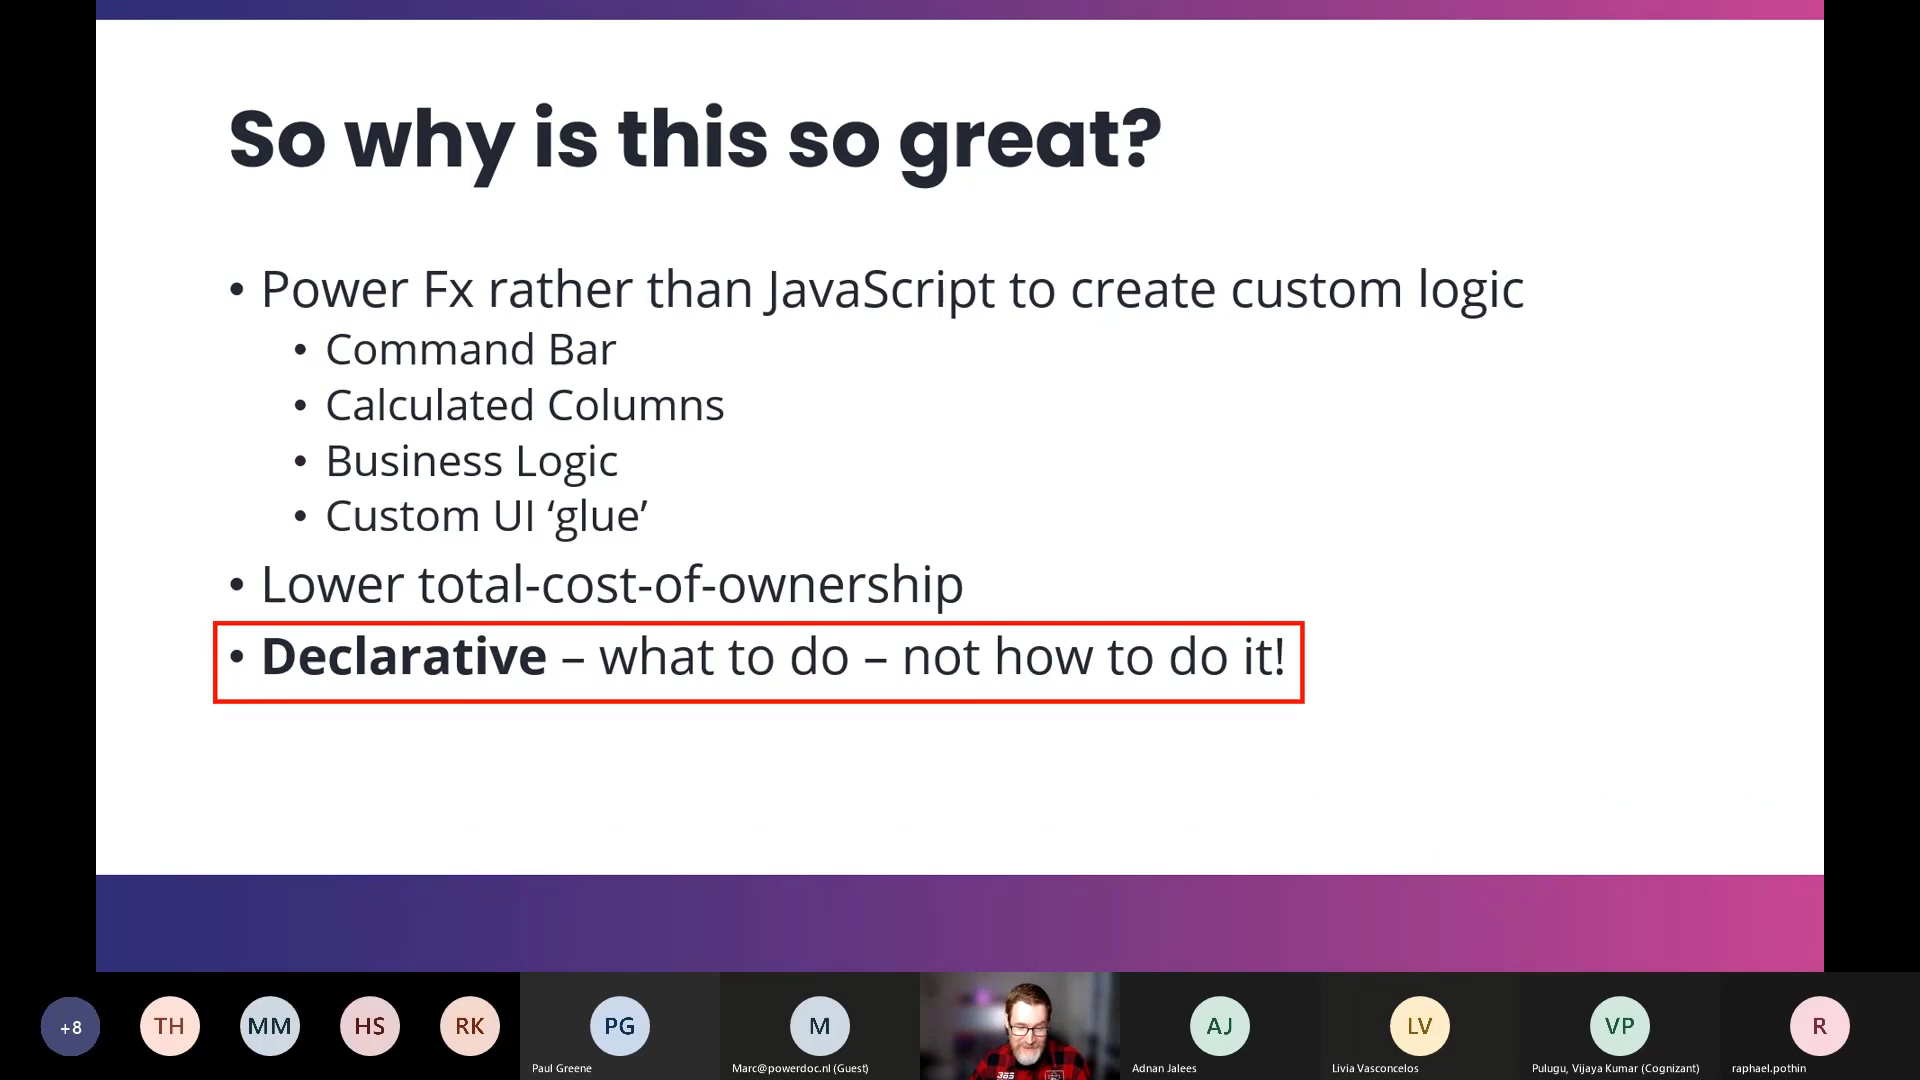 So why is this so great?
• Power Fx rather than JavaScript to create custom logic
• Command Bar
• Calculated Columns
• Business Logic
• Custom UI ‘glue’
• Lower total-cost-of-ownership
• Declarative – what to do – not how to do it!
+8
TH
MM
HS
RK
PG
M
365
AJ
LV
VP
R
Paul Greene
Marc@powerdoc.nl (Guest)
Adnan Jalees
Livia Vasconcelos
Pulugu, Vijaya Kumar (Cognizant)
raphael.pothin